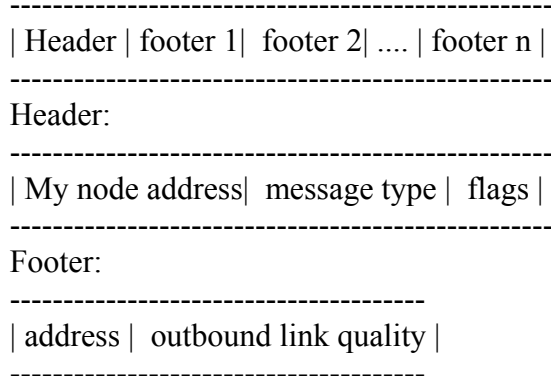 ------------------------------------------------------
| Header | footer 1|  footer 2| .... | footer n |
------------------------------------------------------
Header:
------------------------------------------------------
| My node address|  message type |  flags |
------------------------------------------------------
Footer:
-----------------------------------------
| address |  outbound link quality |
-----------------------------------------